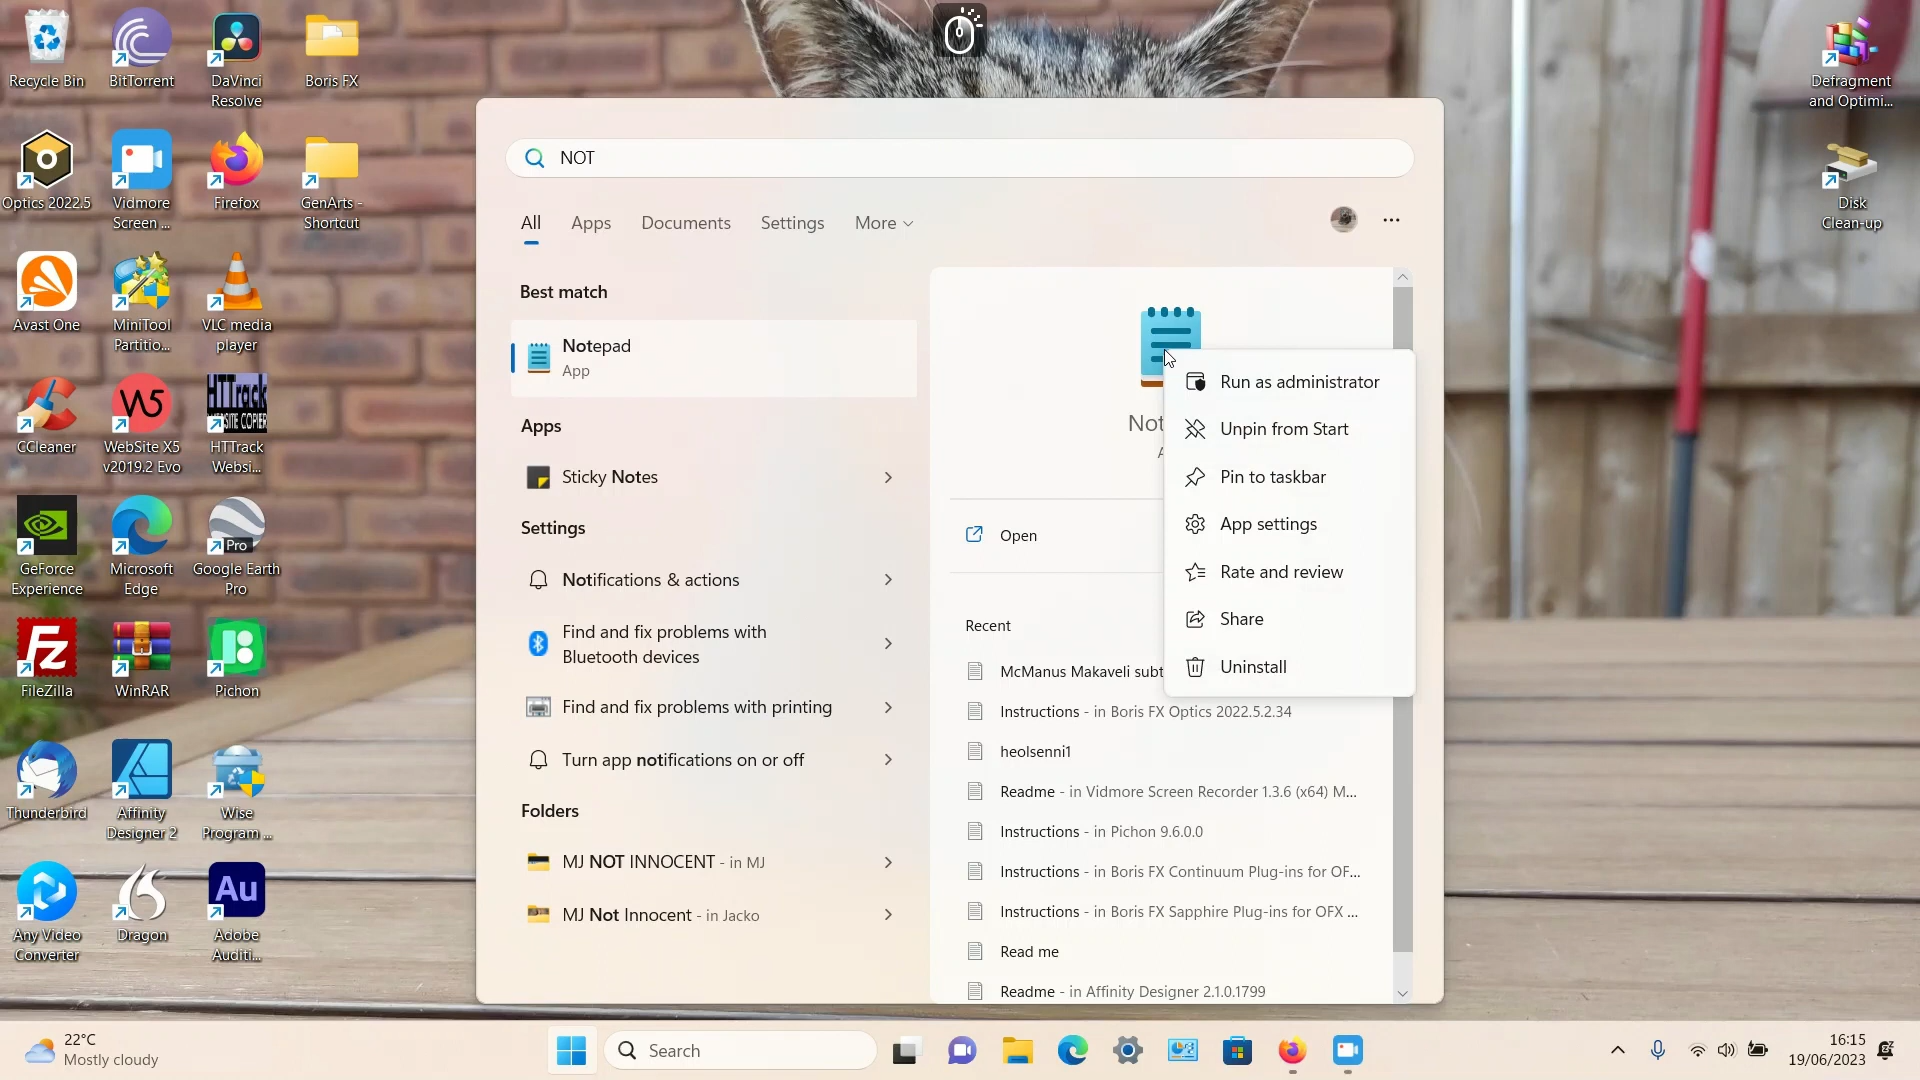 Recycle Bin
BitTorrent
DaVinci
Resolve
Boris FX
Defragment
and Optimi...
Optics 2022.5
Vidmore
Screen ...
Firefox
GenArts -
Shortcut
Disk
Clean-up
Avast One
MiniTool
Partitio...
VLC media
player
CCleaner
W5
WebSite X5
v2019.2 Evo
HTTrack
WEBSITE COPIER
HTTrack
Websi...
GeForce
Experience
Microsoft
Edge
Pro
Google Earth
Pro
Fz
FileZilla
WinRAR
Pichon
Thunderbird
Affinity
Designer 2
Wise
Program ...
Any Video
Converter
Dragon
Au
Adobe
Auditi...
NOT
All
Apps
Documents
Settings
More
...
Best match
Notepad
App
Apps
Sticky Notes
Settings
Notifications & actions
Find and fix problems with
Bluetooth devices
Find and fix problems with printing
Turn app notifications on or off
Folders
MJ NOT INNOCENT - in MJ
MJ Not Innocent - in Jacko
Not
Open
Recent
McManus Makaveli subt
Instructions - in Boris FX Optics 2022.5.2.34
heolsenni1
Readme - in Vidmore Screen Recorder 1.3.6 (x64) M...
Instructions - in Pichon 9.6.0.0
Instructions - in Boris FX Continuum Plug-ins for OF...
Instructions - in Boris FX Sapphire Plug-ins for OFX ...
Read me
Readme - in Affinity Designer 2.1.0.1799
Run as administrator
Unpin from Start
Pin to taskbar
App settings
Rate and review
Share
Uninstall
22°C
Mostly cloudy
Search
16:15
19/06/2023